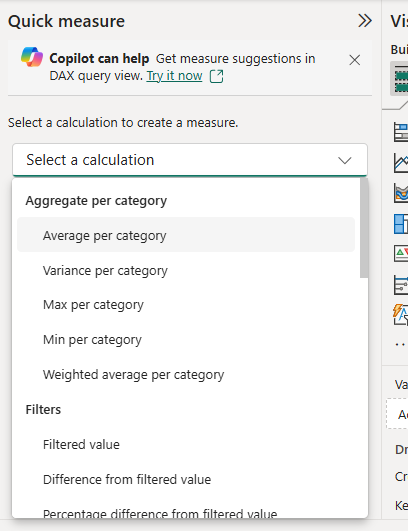 Quick measure
Copilot can help Get measure suggestions in
DAX query view. Try it now
Select a calculation to create a measure.
Select a calculation
Aggregate per category
Average per category
Variance per category
Max per category
Min per category
Weighted average per category
Filters
Filtered value
Difference from filtered value
Percentage difference from filtered value
Vis
Bui
Va
Dr
Cr
Ke